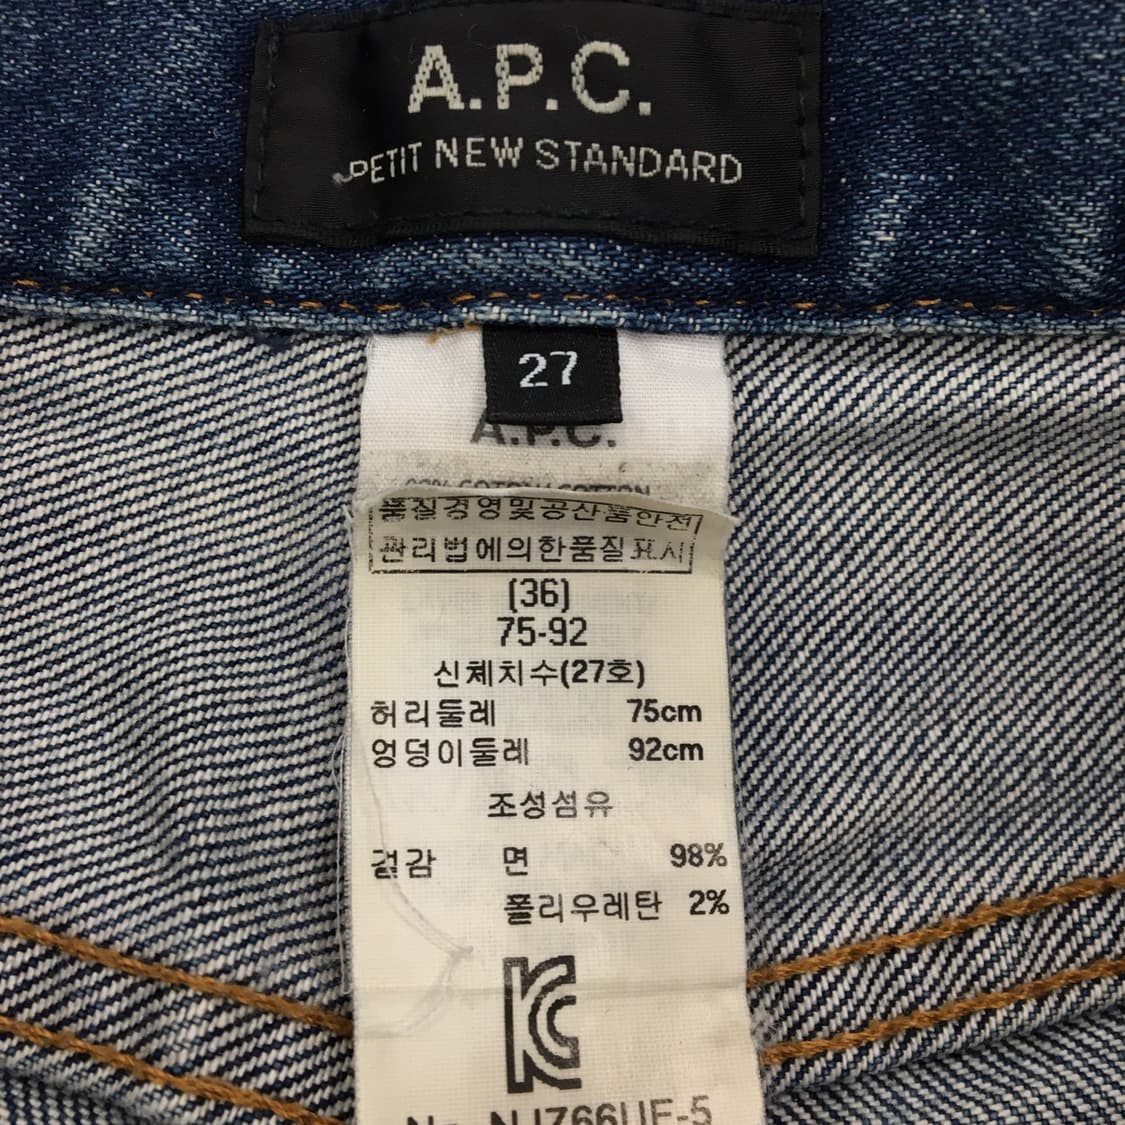 A.P.C.
PETIT NEW STANDARD
27
A.P.C.
COTTON
품질경영및공산품안전
관리법에의한품질표시
(36)
75-92
신체치수(27호)
허리둘레 75cm
엉덩이둘레 92cm
조성섬유
겉감 면 98%
폴리우레탄 2%
KC